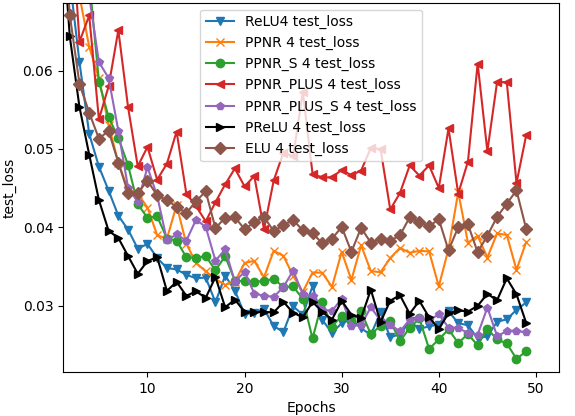 ReLU4 test_loss
PPNR 4 test_loss
PPNR_S 4 test_loss
PPNR_PLUS 4 test_loss
PPNR_PLUS_S 4 test_loss
PReLU 4 test_loss
ELU 4 test_loss
0.06
0.05
0.04
0.03
test_loss
10 20 30 40 50
Epochs